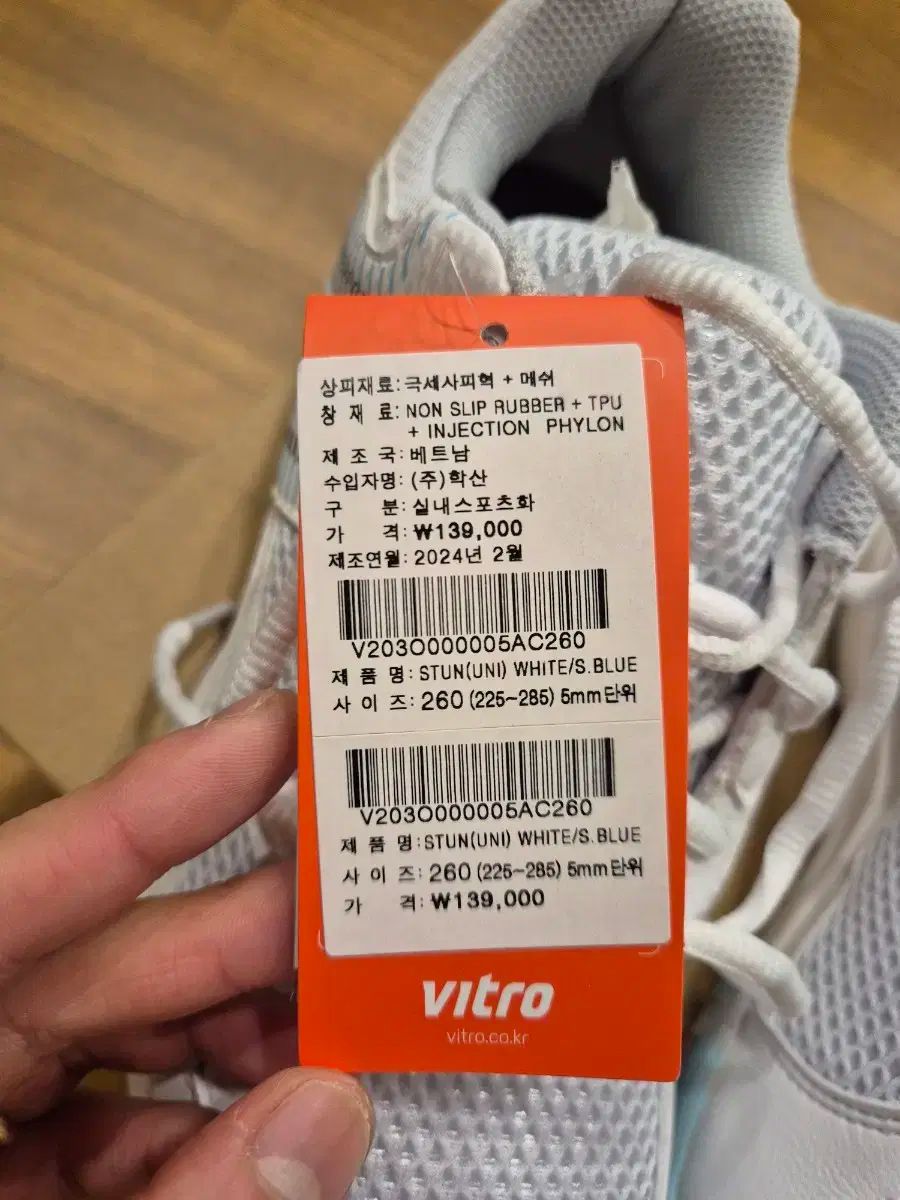 상피재료: 극세사피혁 + 메쉬
창 재 료: NON SLIP RUBBER + TPU
+ INJECTION PHYLON
제 조 국: 베트남
수입자명: (주)학산
구 분: 실내스포츠화
가 격: ₩139,000
제조연월: 2024년 2월
V203O000005AC260
제 품 명: STUN(UNI) WHITE/S.BLUE
사 이 즈: 260 (225~285) 5mm단위
V203O000005AC260
제 품 명: STUN(UNI) WHITE/S.BLUE
사 이 즈: 260 (225~285) 5mm단위
가 격: ₩139,000
vitro
vitro.co.kr